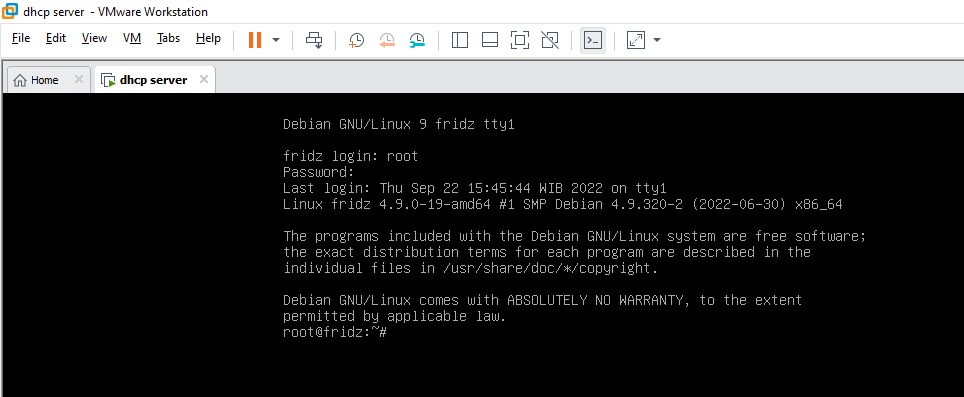 dhcp server - VMware Workstation
File Edit View VM Tabs Help
Home
dhcp server
Debian GNU/Linux 9 fridz tty1
fridz login: root
Password:
Last login: Thu Sep 22 15:45:44 WIB 2022 on tty1
Linux fridz 4.9.0-19-amd64 #1 SMP Debian 4.9.320-2 (2022-06-30) x86_64
The programs included with the Debian GNU/Linux system are free software;
the exact distribution terms for each program are described in the
individual files in /usr/share/doc/*/copyright.
Debian GNU/Linux comes with ABSOLUTELY NO WARRANTY, to the extent
permitted by applicable law.
root@fridz:~#